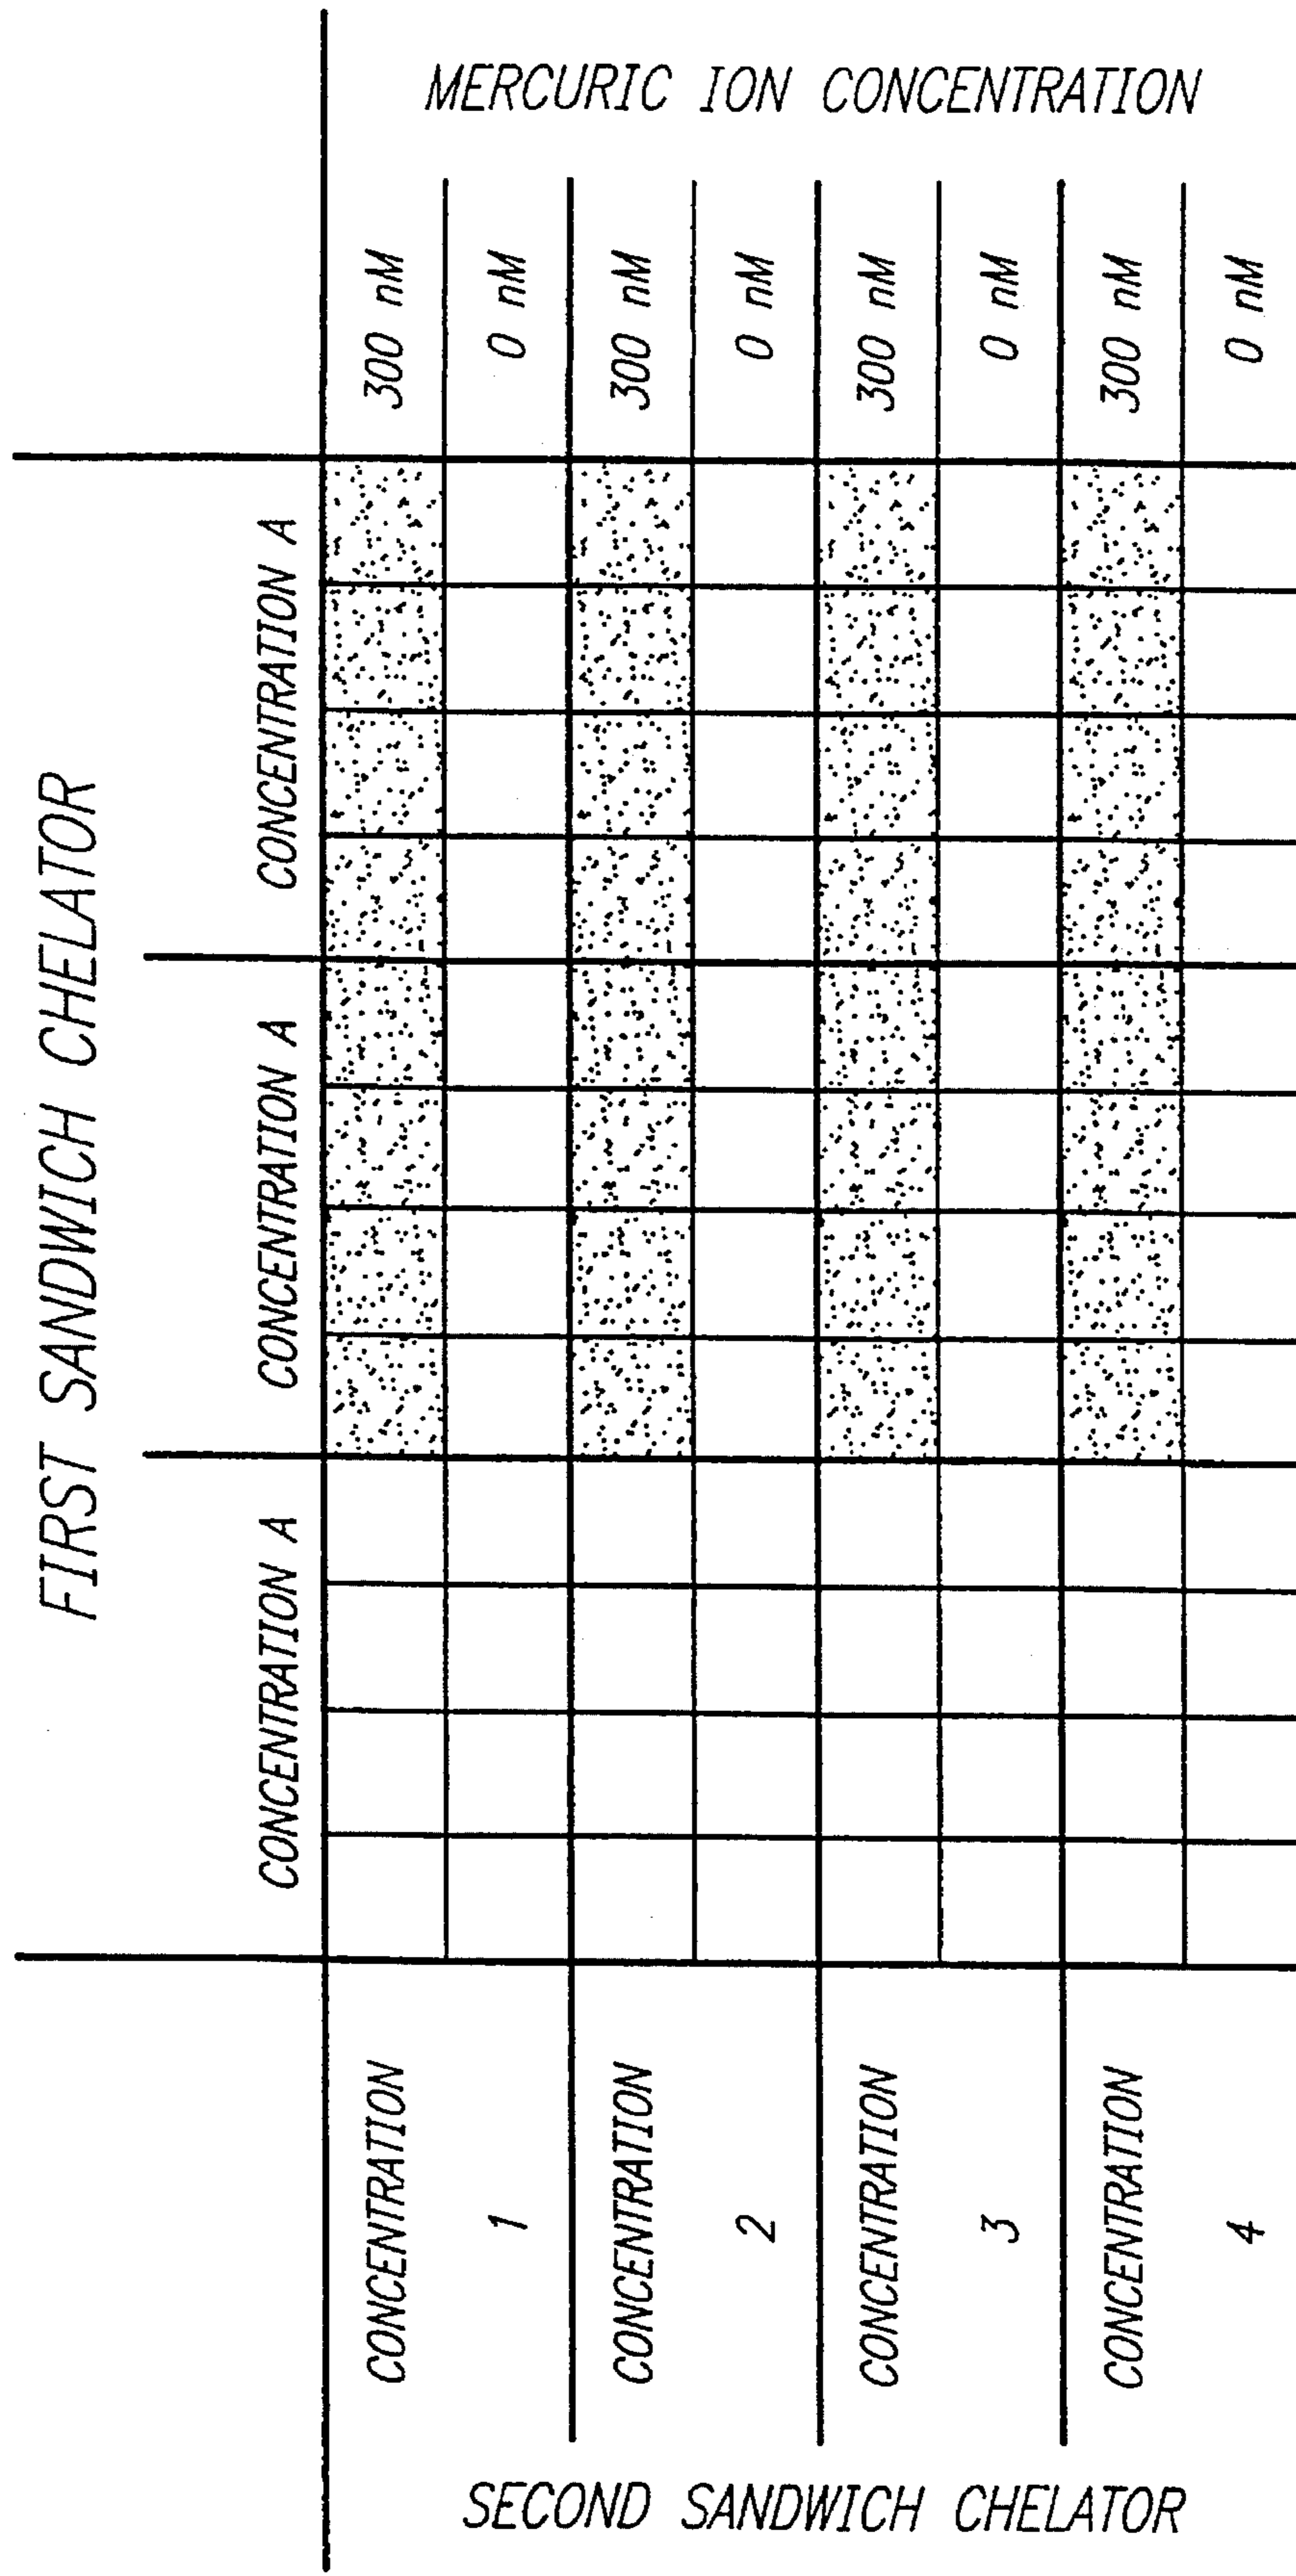 FIRST SANDWICH CHELATOR
CONCENTRATION A
CONCENTRATION A
CONCENTRATION A
SECOND SANDWICH CHELATOR
CONCENTRATION
1
CONCENTRATION
2
CONCENTRATION
3
CONCENTRATION
4
300 nM
0 nM
300 nM
0 nM
300 nM
0 nM
300 nM
0 nM
MERCURIC ION CONCENTRATION